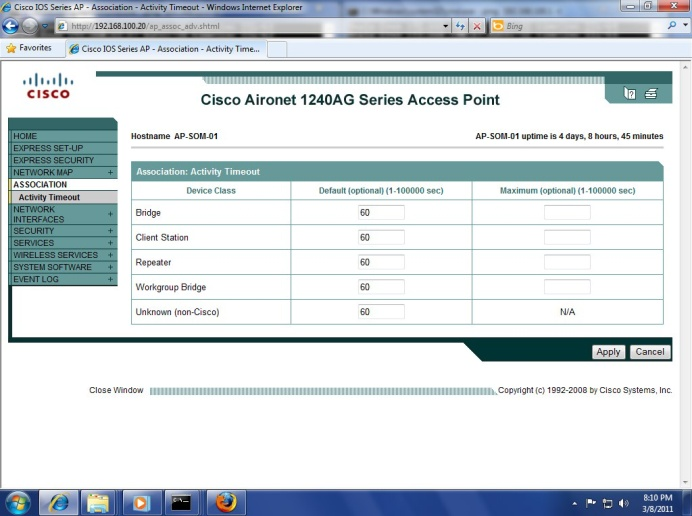 Cisco IOS Series AP - Association - Activity Timeout - Windows Internet Explorer
http://192.168.100.20/ap_assoc_adv.shtml
Bing
Favorites
Cisco IOS Series AP - Association - Activity Time...
CISCO
Cisco Aironet 1240AG Series Access Point
Hostname AP-SOM-01
AP-SOM-01 uptime is 4 days, 8 hours, 45 minutes
HOME
EXPRESS SET-UP
EXPRESS SECURITY
NETWORK MAP +
ASSOCIATION
Activity Timeout
NETWORK INTERFACES +
SECURITY +
SERVICES +
WIRELESS SERVICES +
SYSTEM SOFTWARE +
EVENT LOG +
Association: Activity Timeout
Device Class Default (optional) (1-100000 sec) Maximum (optional) (1-100000 sec)
Bridge 60
Client Station 60
Repeater 60
Workgroup Bridge 60
Unknown (non-Cisco) 60 N/A
Apply Cancel
Close Window Copyright (c) 1992-2008 by Cisco Systems, Inc.
8:10 PM
3/8/2011